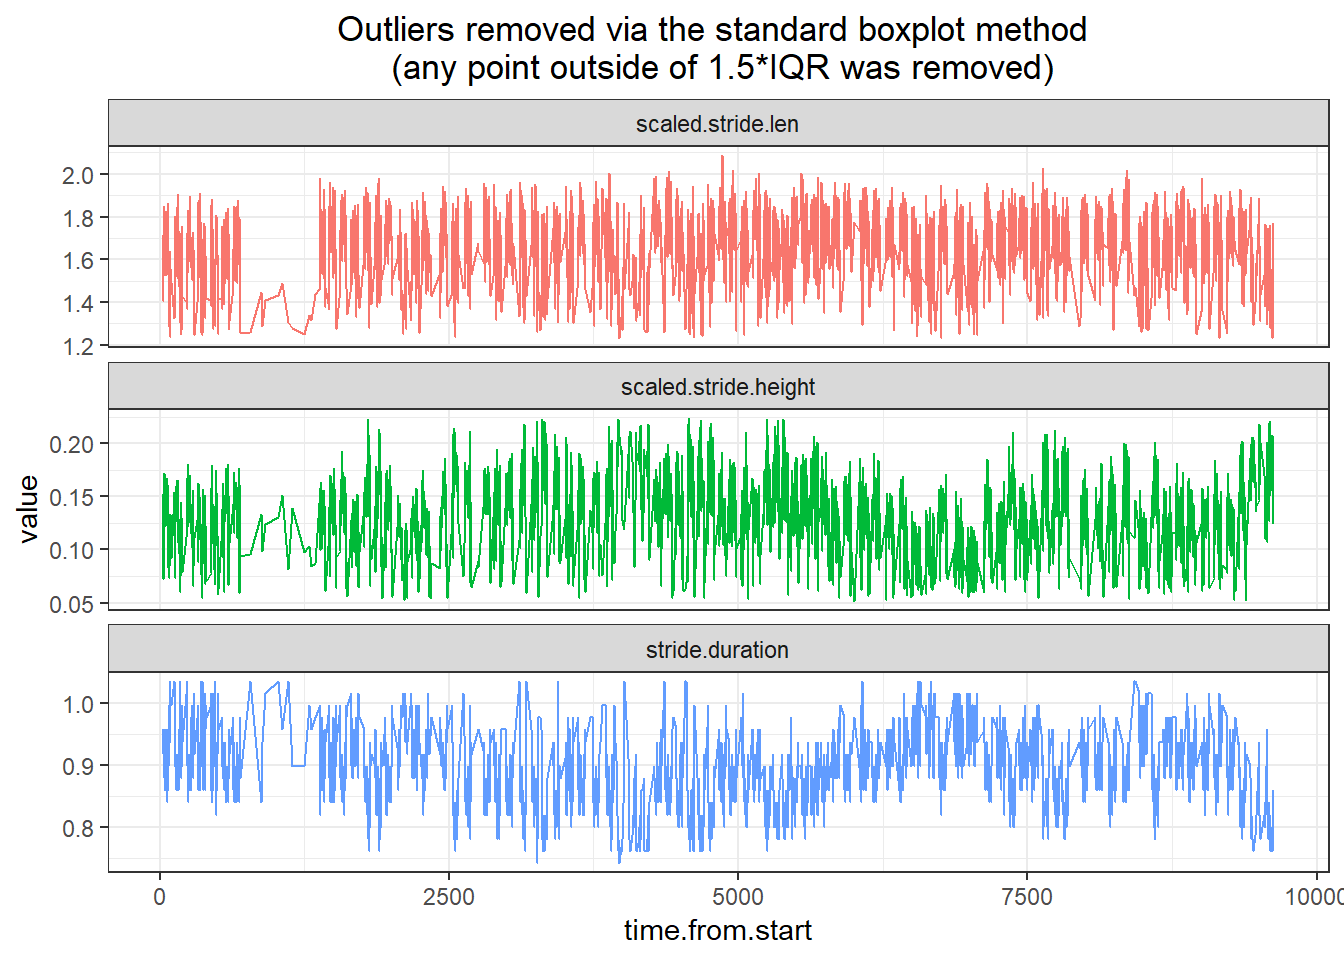 Outliers removed via the standard boxplot method
(any point outside of 1.5*IQR was removed)
scaled.stride.len
2.0
1.8
1.6
1.4
1.2
scaled.stride.height
0.20
0.15
0.10
0.05
value
stride.duration
1.0
0.9
0.8
0 2500 5000 7500 10000
time.from.start